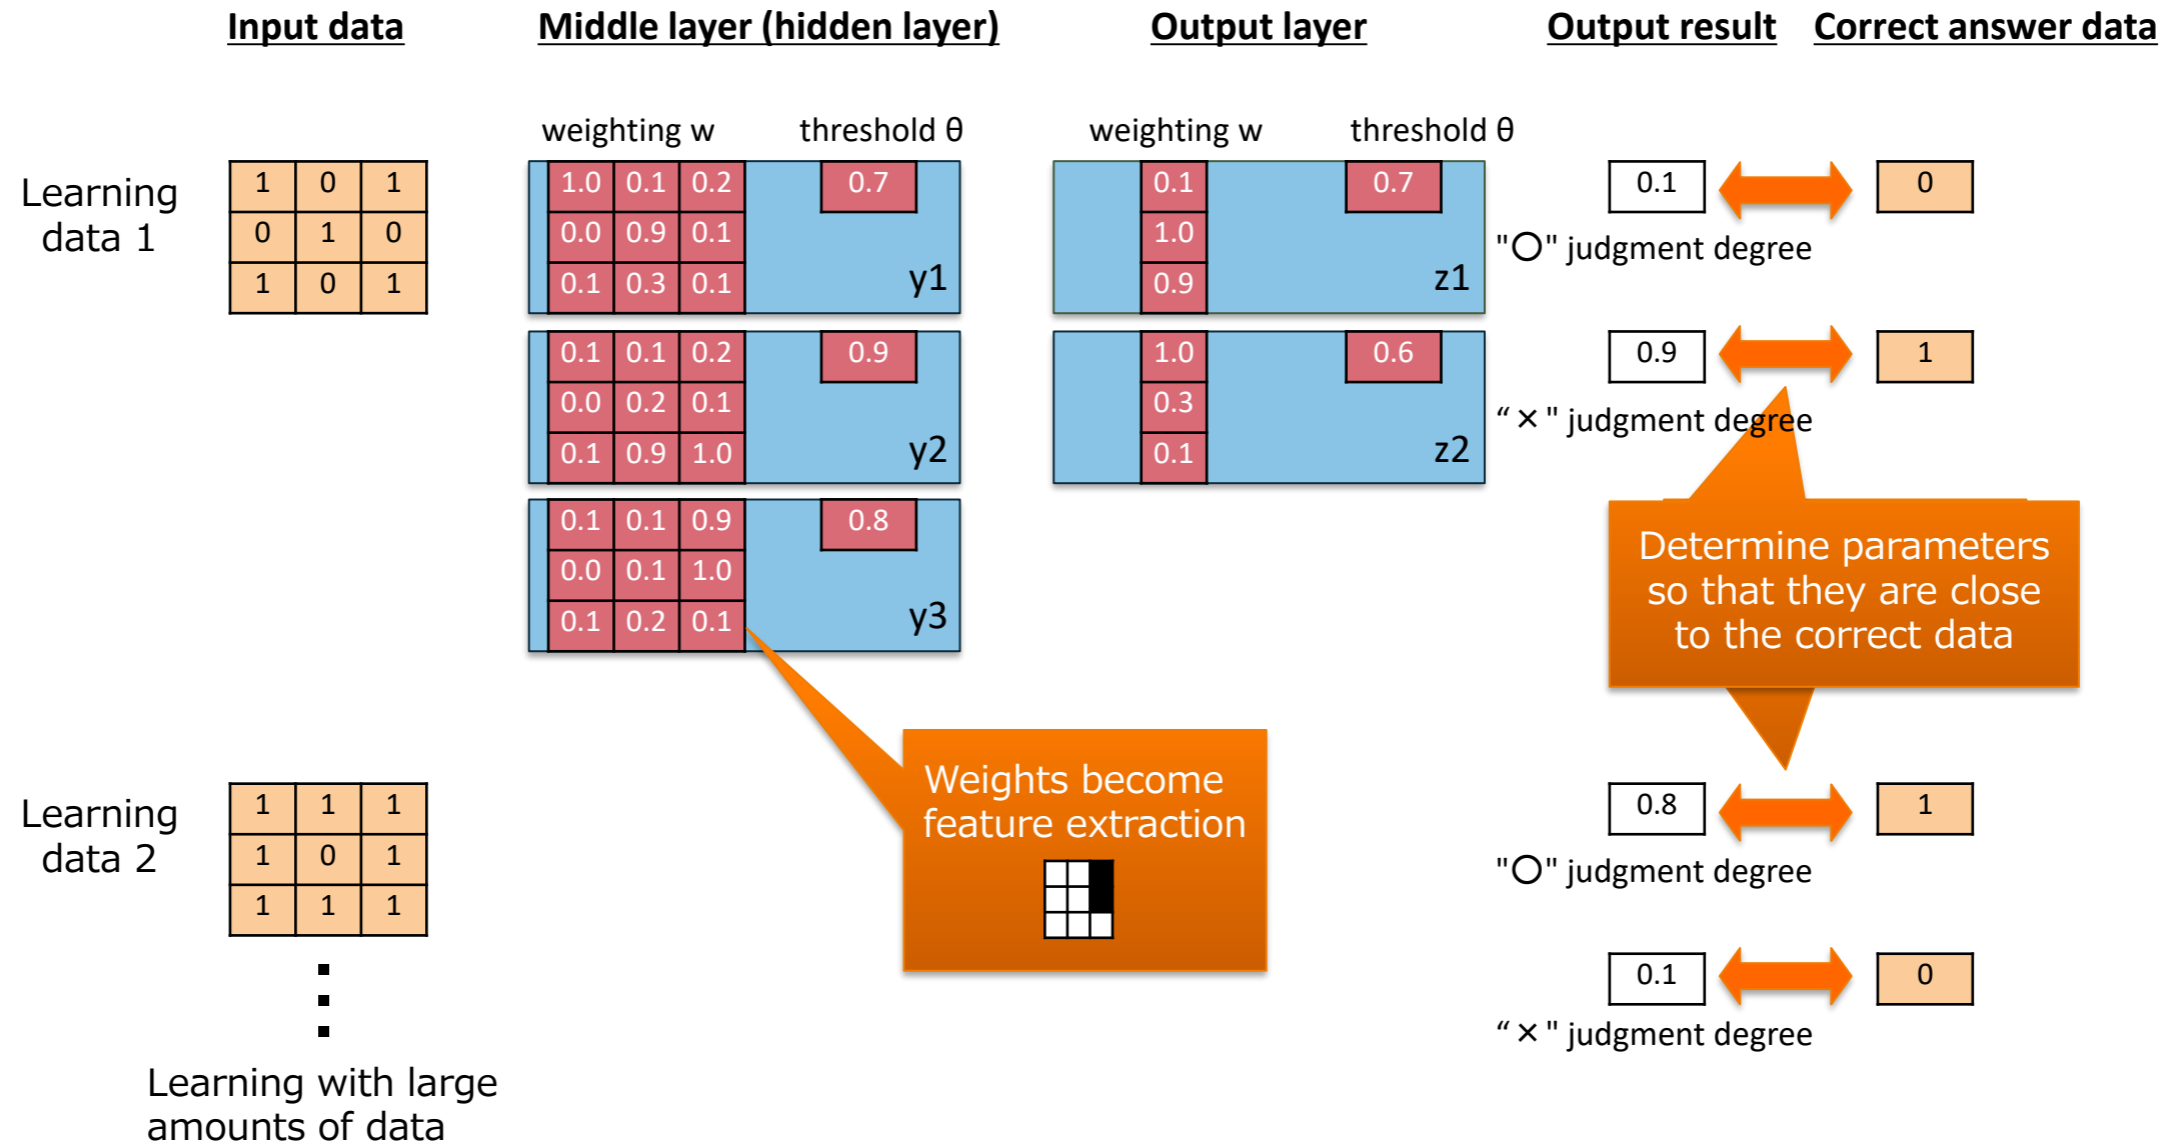 Input data Middle layer (hidden layer) Output layer Output result Correct answer data
weighting w threshold θ weighting w threshold θ
Learning
data 1
1 0 1
0 1 0
1 0 1
1.0 0.1 0.2 0.7
0.0 0.9 0.1
0.1 0.3 0.1 y1
0.1 0.7
1.0
0.9 z1
0.1 0
"○" judgment degree
0.1 0.1 0.2 0.9
0.0 0.2 0.1
0.1 0.9 1.0 y2
1.0 0.6
0.3
0.1 z2
0.9 1
“×" judgment degree
0.1 0.1 0.9 0.8
0.0 0.1 1.0
0.1 0.2 0.1 y3
Determine parameters
so that they are close
to the correct data
Weights become
feature extraction
Learning
data 2
1 1 1
1 0 1
1 1 1
0.8 1
"○" judgment degree
0.1 0
“×" judgment degree
Learning with large
amounts of data